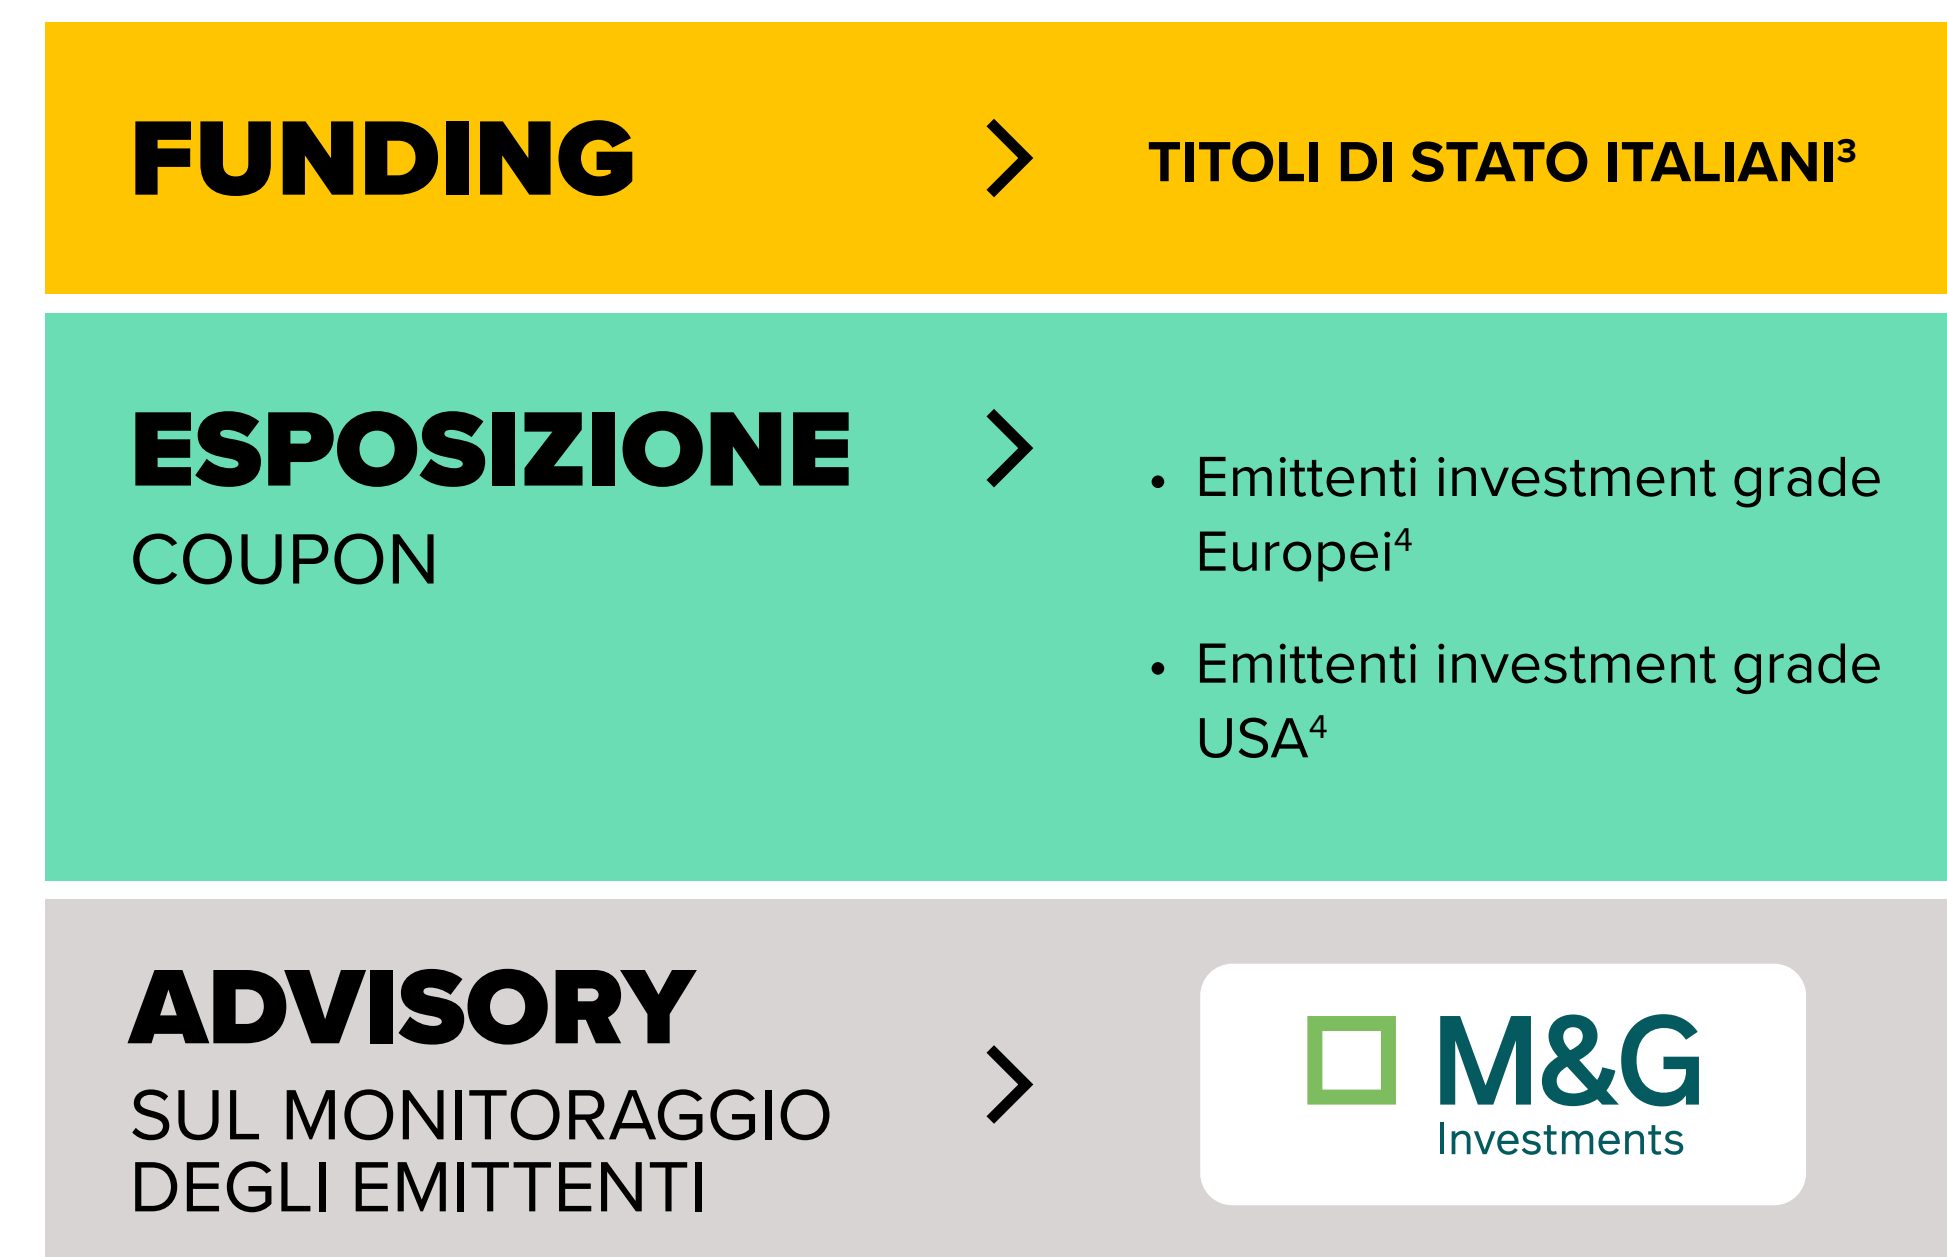 FUNDING
TITOLI DI STATO ITALIANI³
ESPOSIZIONE
COUPON
• Emittenti investment grade
Europei⁴
• Emittenti investment grade
USA⁴
ADVISORY
SUL MONITORAGGIO
DEGLI EMITTENTI
M&G
Investments